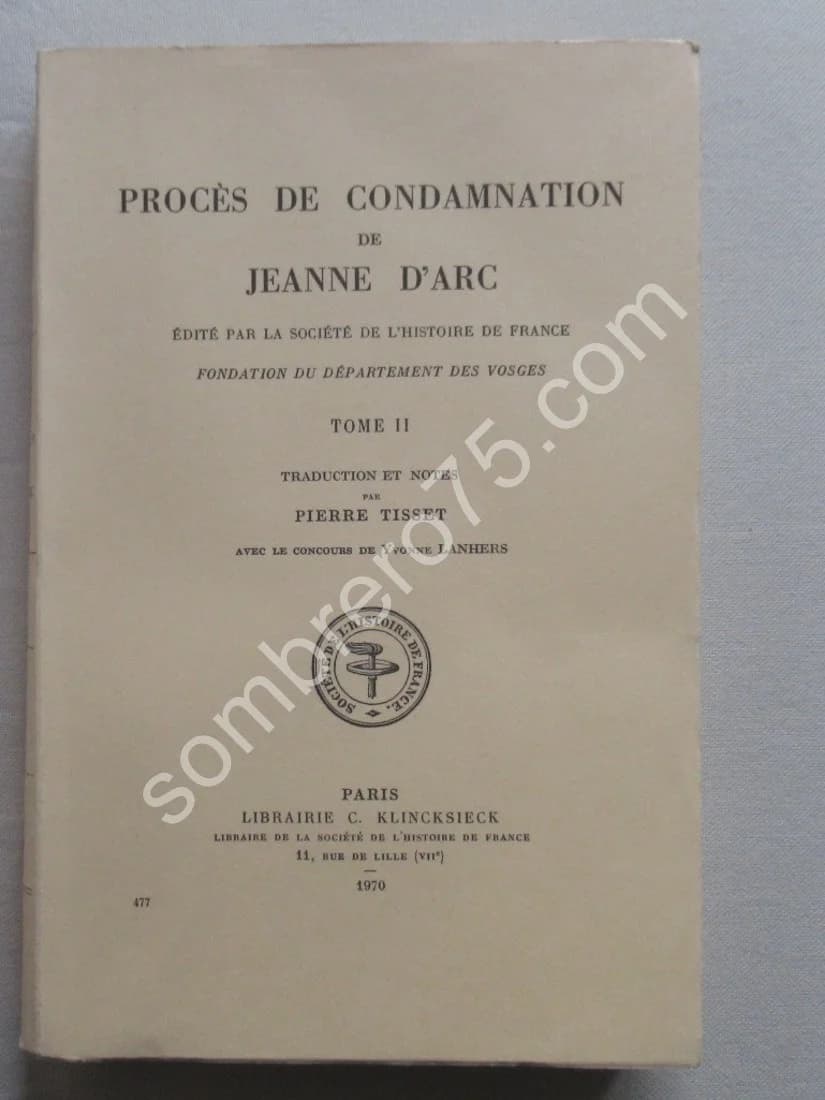 PROCÈS DE CONDAMNATION
DE
JEANNE D'ARC
ÉDITÉ PAR LA SOCIÉTÉ DE L'HISTOIRE DE FRANCE
FONDATION DU DÉPARTEMENT DES VOSGES
TOME II
TRADUCTION ET NOTES
PAR
PIERRE TISSET
AVEC LE CONCOURS DE YVONNE LANHERS
SOCIÉTÉ DE L'HISTOIRE DE FRANCE.
PARIS
LIBRAIRIE C. KLINCKSIECK
LIBRAIRE DE LA SOCIÉTÉ DE L'HISTOIRE DE FRANCE
11, RUE DE LILLE (VIIe)
1970
477
sombrero75.com